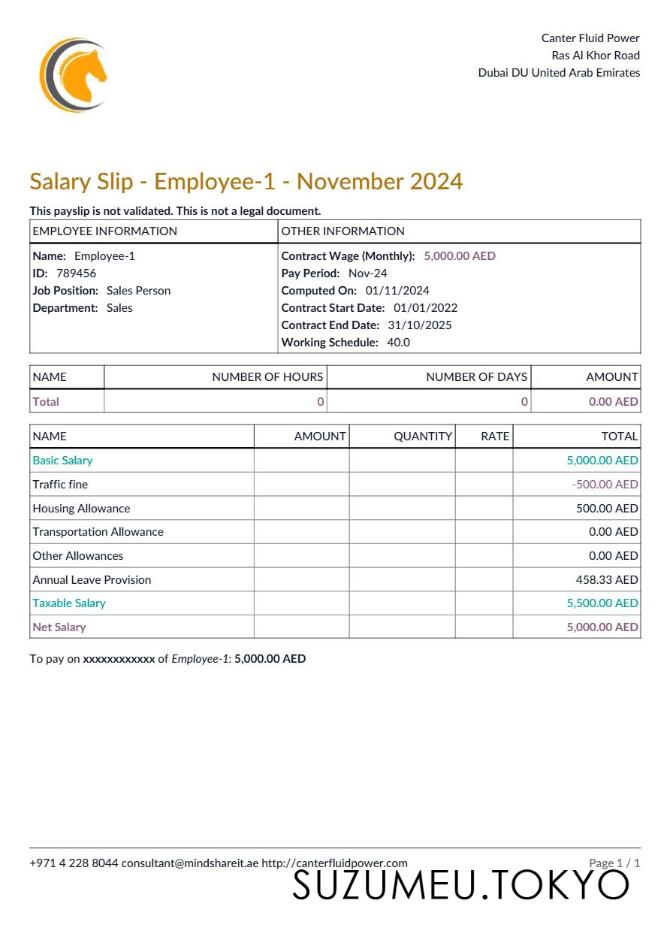 Canter Fluid Power
Ras Al Khor Road
Dubai DU United Arab Emirates
Salary Slip - Employee-1 - November 2024
This payslip is not validated. This is not a legal document.
EMPLOYEE INFORMATION OTHER INFORMATION
Name: Employee-1 Contract Wage (Monthly): 5,000.00 AED
ID: 789456 Pay Period: Nov-24
Job Position: Sales Person Computed On: 01/11/2024
Department: Sales Contract Start Date: 01/01/2022
Contract End Date: 31/10/2025
Working Schedule: 40.0
NAME NUMBER OF HOURS NUMBER OF DAYS AMOUNT
Total 0 0 0.00 AED
NAME AMOUNT QUANTITY RATE TOTAL
Basic Salary 5,000.00 AED
Traffic fine -500.00 AED
Housing Allowance 500.00 AED
Transportation Allowance 0.00 AED
Other Allowances 0.00 AED
Annual Leave Provision 458.33 AED
Taxable Salary 5,500.00 AED
Net Salary 5,000.00 AED
To pay on xxxxxxxxxxxx of Employee-1: 5,000.00 AED
+971 4 228 8044 consultant@mindshareit.ae http://canterfluidpower.com Page 1 / 1
SUZUMEU.TOKYO